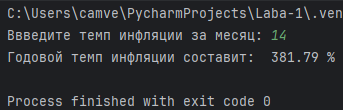 C:\Users\camve\PycharmProjects\Laba-1\.ven
Ввведите темп инфляции за месяц: 14
Годовой темп инфляции составит:  381.79 %
Process finished with exit code 0